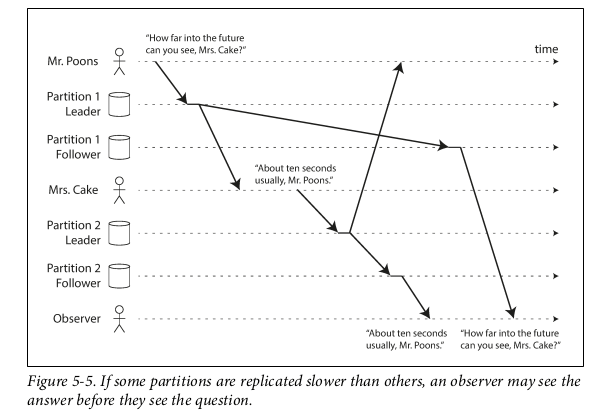 "How far into the future
can you see, Mrs. Cake?"
time
Mr. Poons
Partition 1
Leader
Partition 1
Follower
"About ten seconds
usually, Mr. Poons."
Mrs. Cake
Partition 2
Leader
Partition 2
Follower
Observer
"About ten seconds
usually, Mr. Poons."
"How far into the future
can you see, Mrs. Cake?"
Figure 5-5. If some partitions are replicated slower than others, an observer may see the
answer before they see the question.